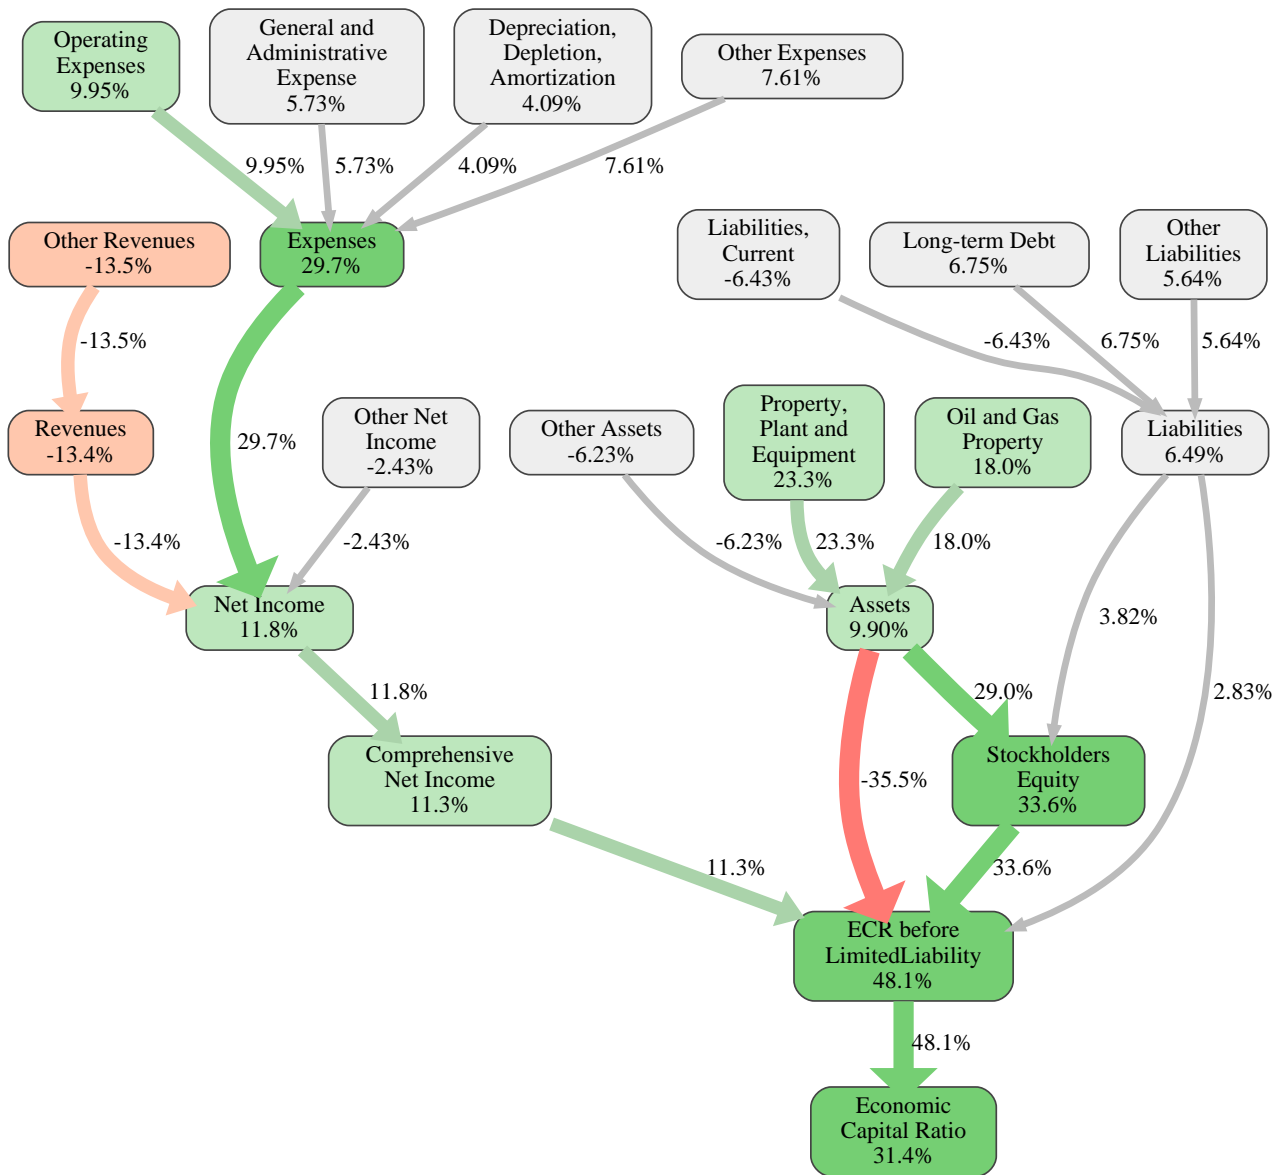 Operating
Expenses
9.95%
General and
Administrative
Expense
5.73%
Depreciation,
Depletion,
Amortization
4.09%
Other Expenses
7.61%
9.95%
5.73%
4.09%
7.61%
Other Revenues
-13.5%
Expenses
29.7%
Liabilities,
Current
-6.43%
Long-term Debt
6.75%
Other
Liabilities
5.64%
-13.5%
-6.43%
6.75%
5.64%
Revenues
-13.4%
29.7%
Other Net
Income
-2.43%
Other Assets
-6.23%
Property,
Plant and
Equipment
23.3%
Oil and Gas
Property
18.0%
Liabilities
6.49%
-13.4%
-2.43%
-6.23%
23.3%
18.0%
Net Income
11.8%
Assets
9.90%
3.82%
11.8%
29.0%
2.83%
Comprehensive
Net Income
11.3%
-35.5%
Stockholders
Equity
33.6%
11.3%
33.6%
ECR before
LimitedLiability
48.1%
48.1%
Economic
Capital Ratio
31.4%